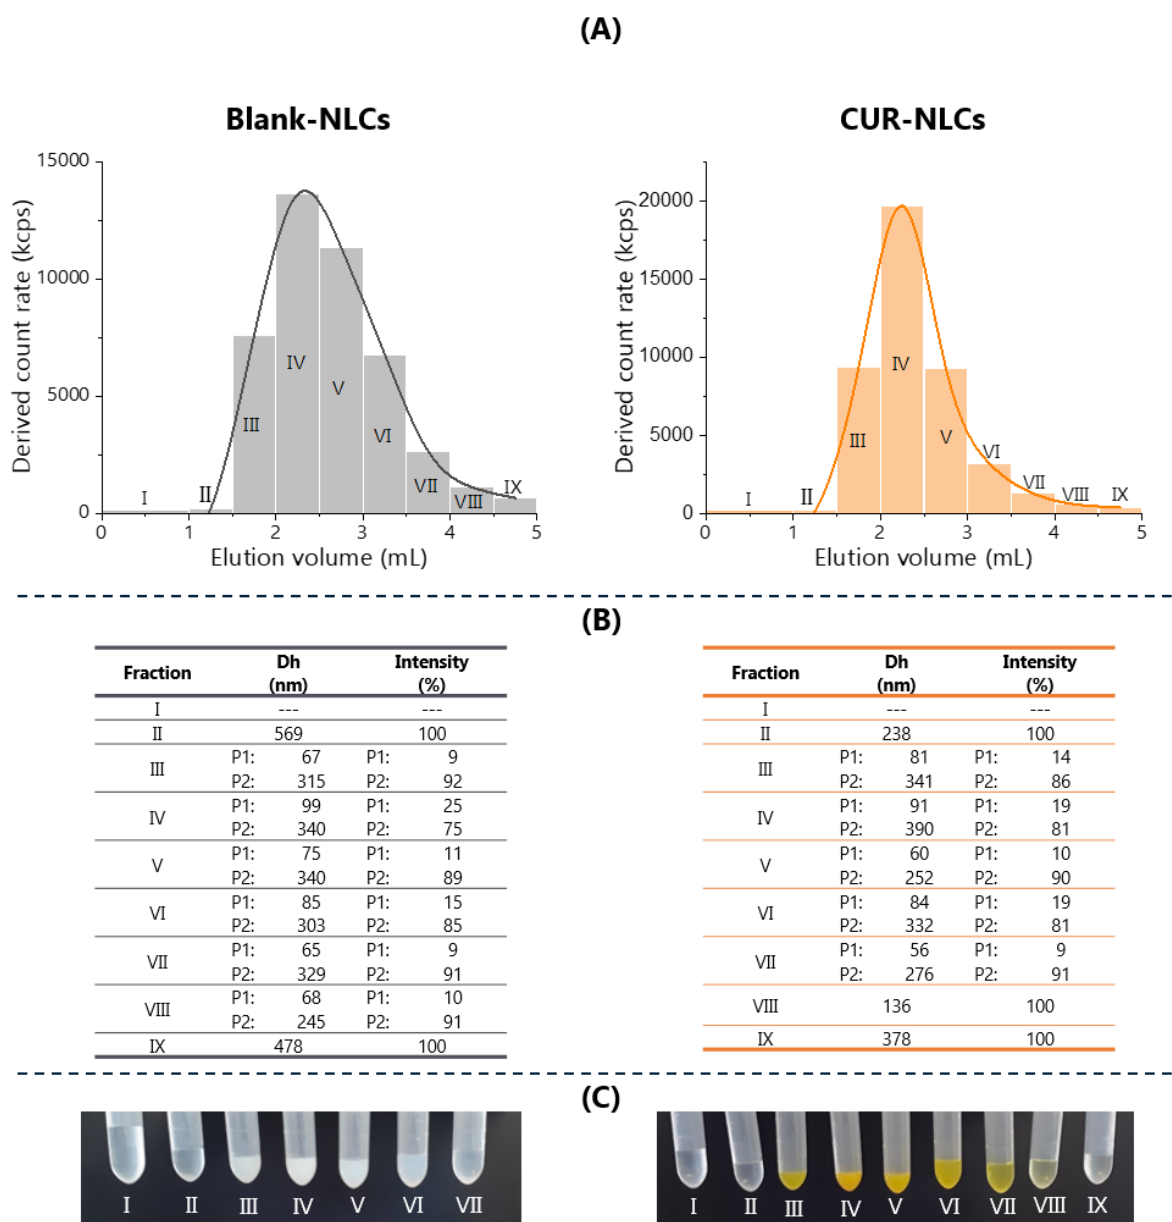 (A)
Blank-NLCs
CUR-NLCs
15000
10000
5000
0
Derived count rate (kcps)
I
II
III
IV
V
VI
VII
VIII
IX
0 1 2 3 4 5
Elution volume (mL)
20000
15000
10000
5000
0
Derived count rate (kcps)
I
II
III
IV
V
VI
VII
VIII
IX
0 1 2 3 4 5
Elution volume (mL)
(B)
Fraction Dh (nm) Intensity (%)
I --- ---
II 569 100
III P1: 67 P1: 9
P2: 315 P2: 92
IV P1: 99 P1: 25
P2: 340 P2: 75
V P1: 75 P1: 11
P2: 340 P2: 89
VI P1: 85 P1: 15
P2: 303 P2: 85
VII P1: 65 P1: 9
P2: 329 P2: 91
VIII P1: 68 P1: 10
P2: 245 P2: 91
IX 478 100
Fraction Dh (nm) Intensity (%)
I --- ---
II 238 100
III P1: 81 P1: 14
P2: 341 P2: 86
IV P1: 91 P1: 19
P2: 390 P2: 81
V P1: 60 P1: 10
P2: 252 P2: 90
VI P1: 84 P1: 19
P2: 332 P2: 81
VII P1: 56 P1: 9
P2: 276 P2: 91
VIII 136 100
IX 378 100
(C)
I II III IV V VI VII
I II III IV V VI VII VIII IX